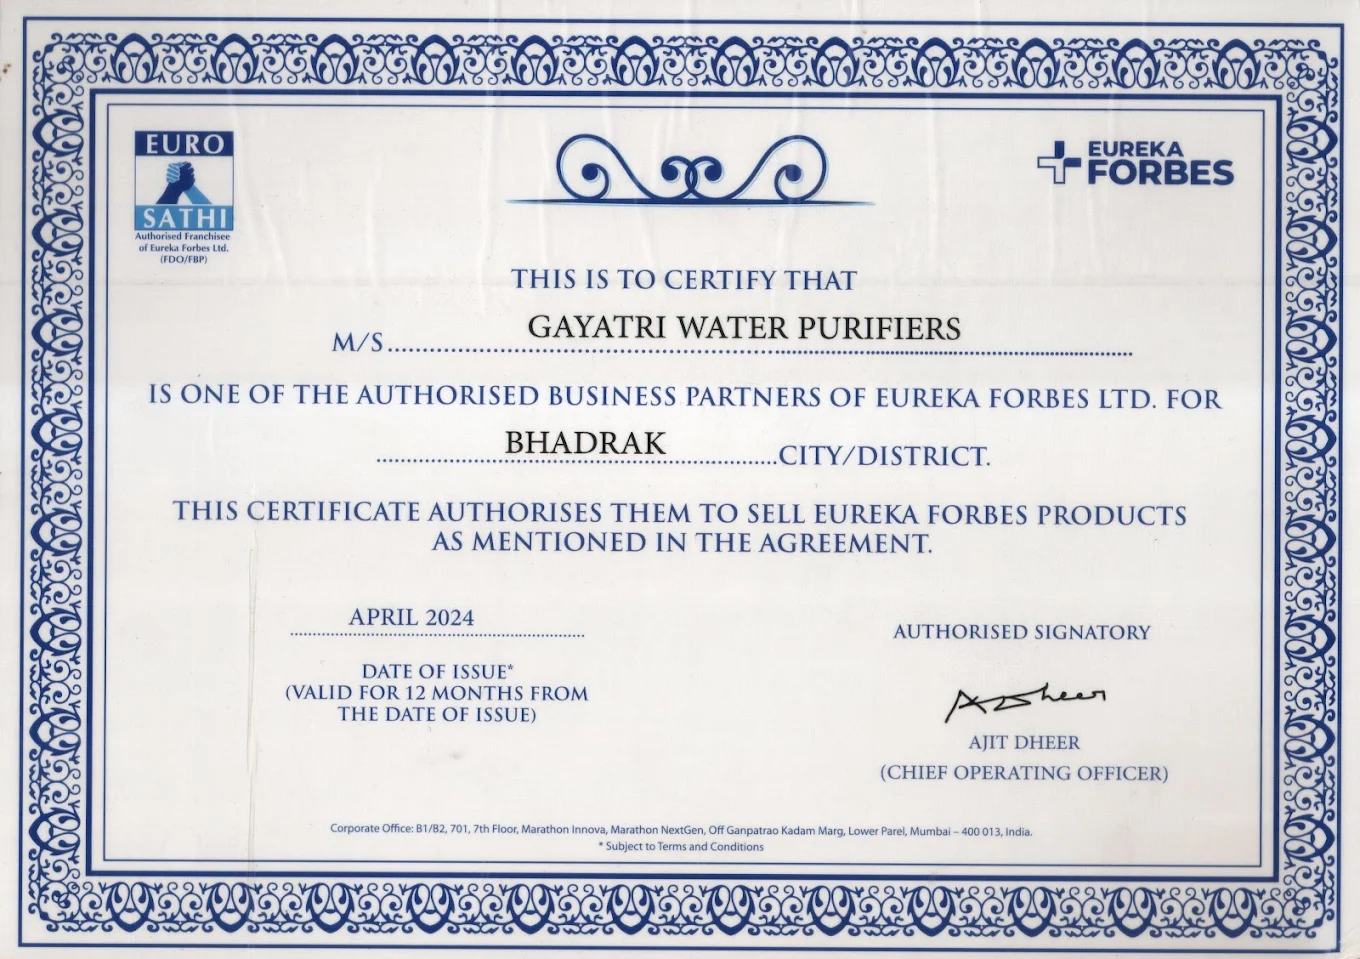 EURO
SATHI
Authorised Franchisee
of Eureka Forbes Ltd.
(FDO/FBP)
EUREKA
FORBES
THIS IS TO CERTIFY THAT
M/S GAYATRI WATER PURIFIERS
IS ONE OF THE AUTHORISED BUSINESS PARTNERS OF EUREKA FORBES LTD. FOR
BHADRAK CITY/DISTRICT.
THIS CERTIFICATE AUTHORISES THEM TO SELL EUREKA FORBES PRODUCTS
AS MENTIONED IN THE AGREEMENT.
APRIL 2024
DATE OF ISSUE*
(VALID FOR 12 MONTHS FROM
THE DATE OF ISSUE)
AUTHORISED SIGNATORY
A Dheer
AJIT DHEER
(CHIEF OPERATING OFFICER)
Corporate Office: B1/B2, 701, 7th Floor, Marathon Innova, Marathon NextGen, Off Ganpatrao Kadam Marg, Lower Parel, Mumbai – 400 013, India.
* Subject to Terms and Conditions